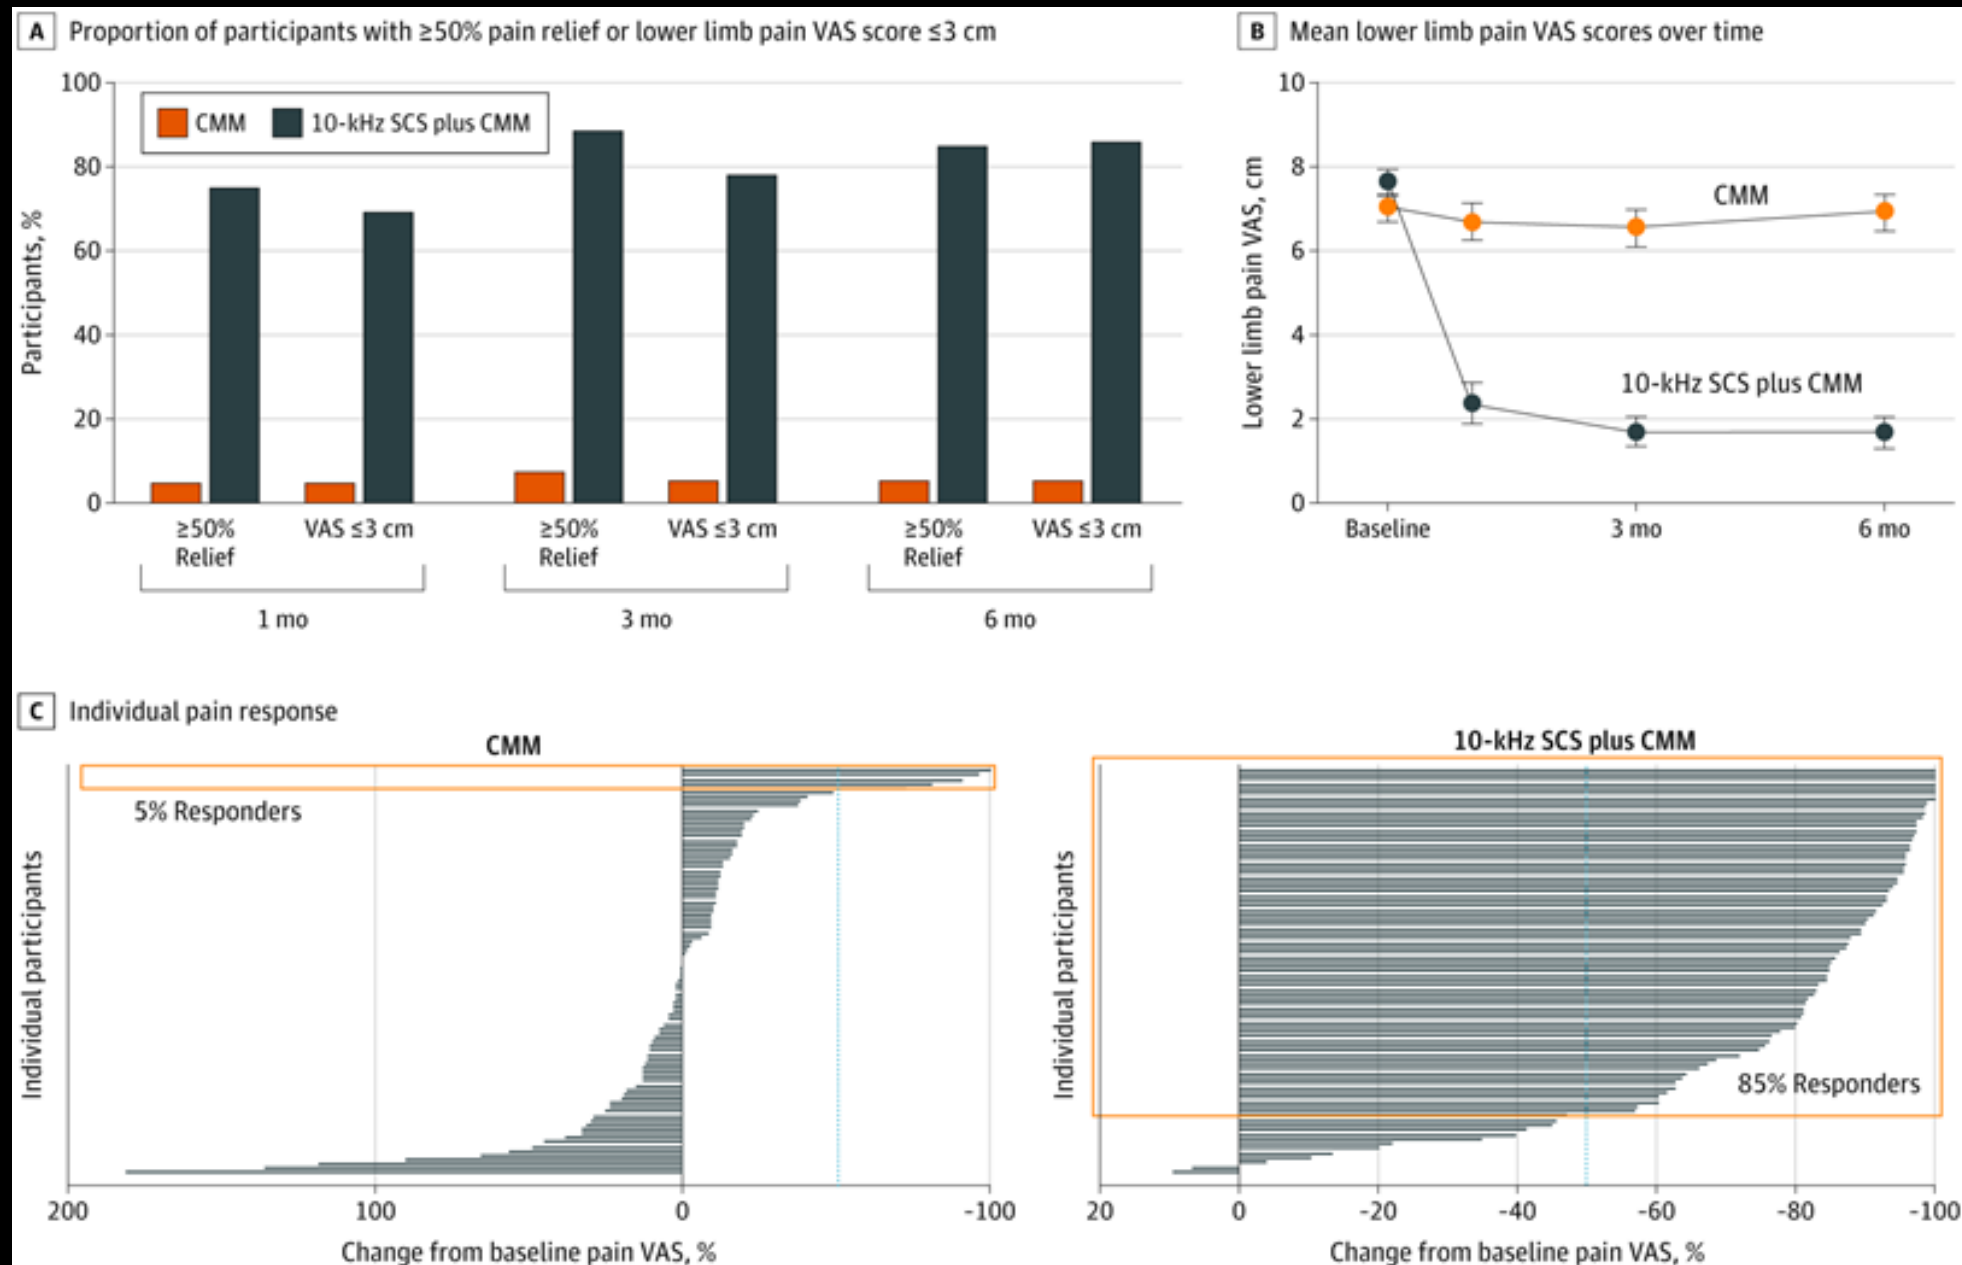 A Proportion of participants with ≥50% pain relief or lower limb pain VAS score ≤3 cm
Participants, %
100
80
60
40
20
0
CMM
10-kHz SCS plus CMM
≥50% Relief
VAS ≤3 cm
≥50% Relief
VAS ≤3 cm
≥50% Relief
VAS ≤3 cm
1 mo
3 mo
6 mo
B Mean lower limb pain VAS scores over time
Lower limb pain VAS, cm
10
8
6
4
2
0
CMM
10-kHz SCS plus CMM
Baseline
3 mo
6 mo
C Individual pain response
CMM
5% Responders
Individual participants
200
100
0
-100
Change from baseline pain VAS, %
10-kHz SCS plus CMM
85% Responders
Individual participants
20
0
-20
-40
-60
-80
-100
Change from baseline pain VAS, %